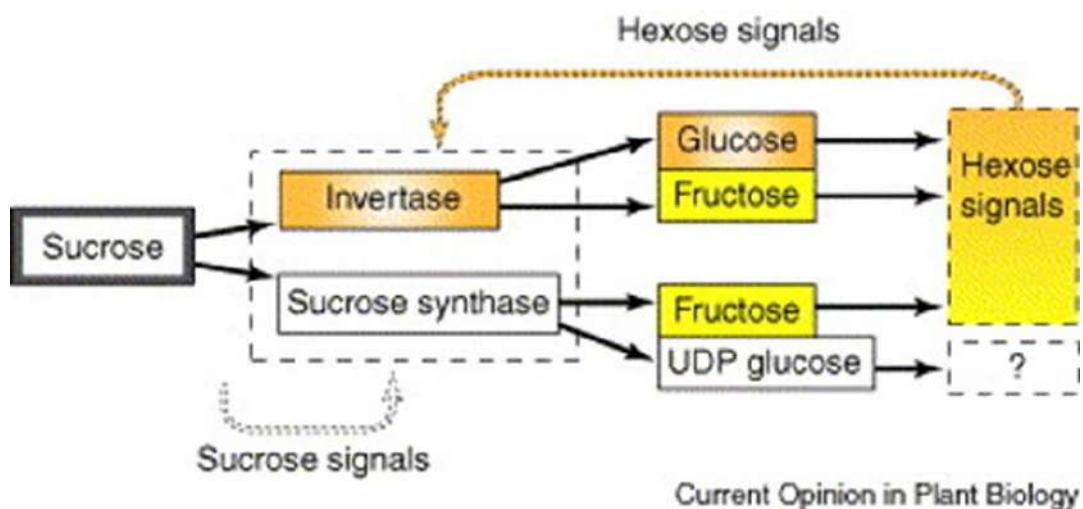 Hexose signals
Glucose
Fructose
Hexose
signals
Invertase
Sucrose
Sucrose synthase
Fructose
UDP glucose
?
Sucrose signals
Current Opinion in Plant Biology